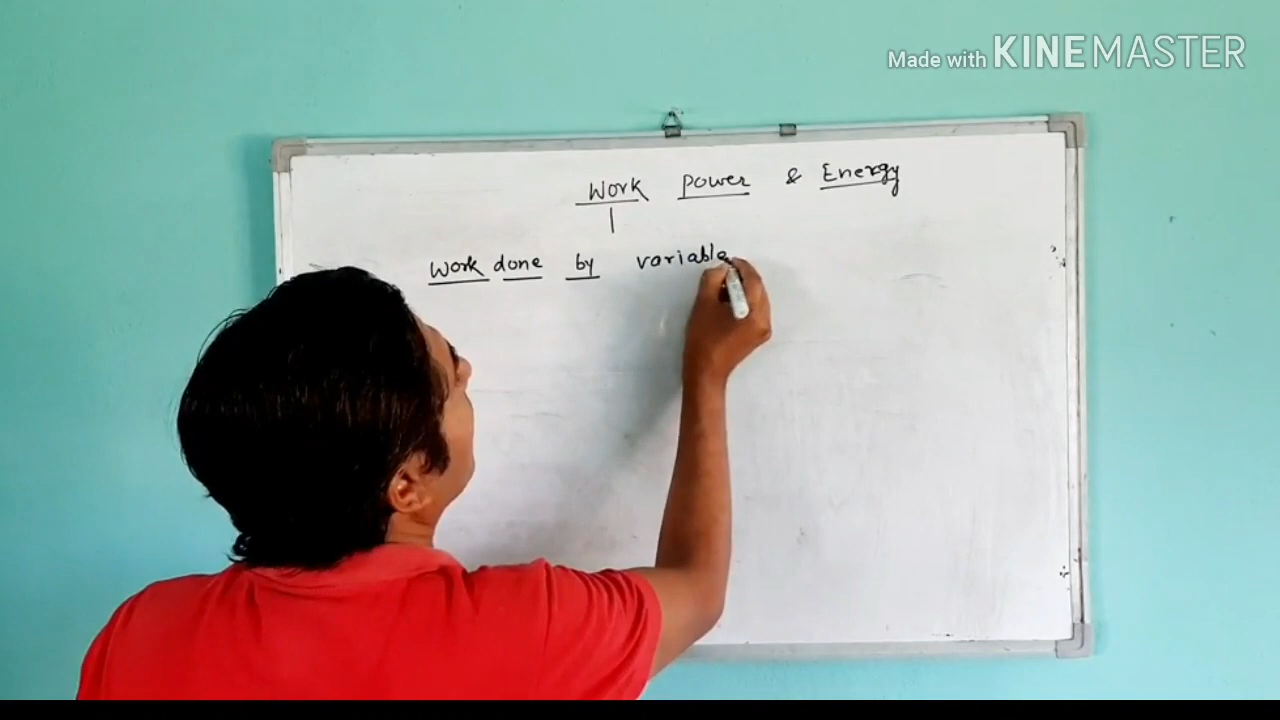 Made with KINEMASTER
Work Power & Energy
Work done by variable